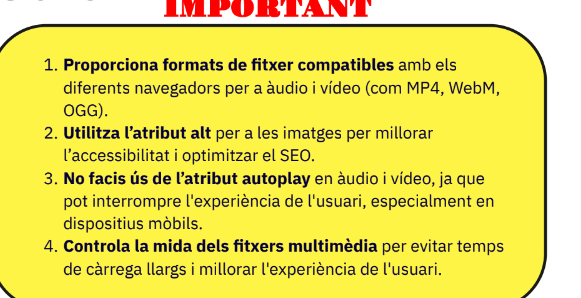 IMPORTANT
1. Proporciona formats de fitxer compatibles amb els
diferents navegadors per a àudio i vídeo (com MP4, WebM,
OGG).
2. Utilitza l’atribut alt per a les imatges per millorar
l’accessibilitat i optimitzar el SEO.
3. No facis ús de l’atribut autoplay en àudio i vídeo, ja que
pot interrompre l'experiència de l'usuari, especialment en
dispositius mòbils.
4. Controla la mida dels fitxers multimèdia per evitar temps
de càrrega llargs i millorar l'experiència de l'usuari.